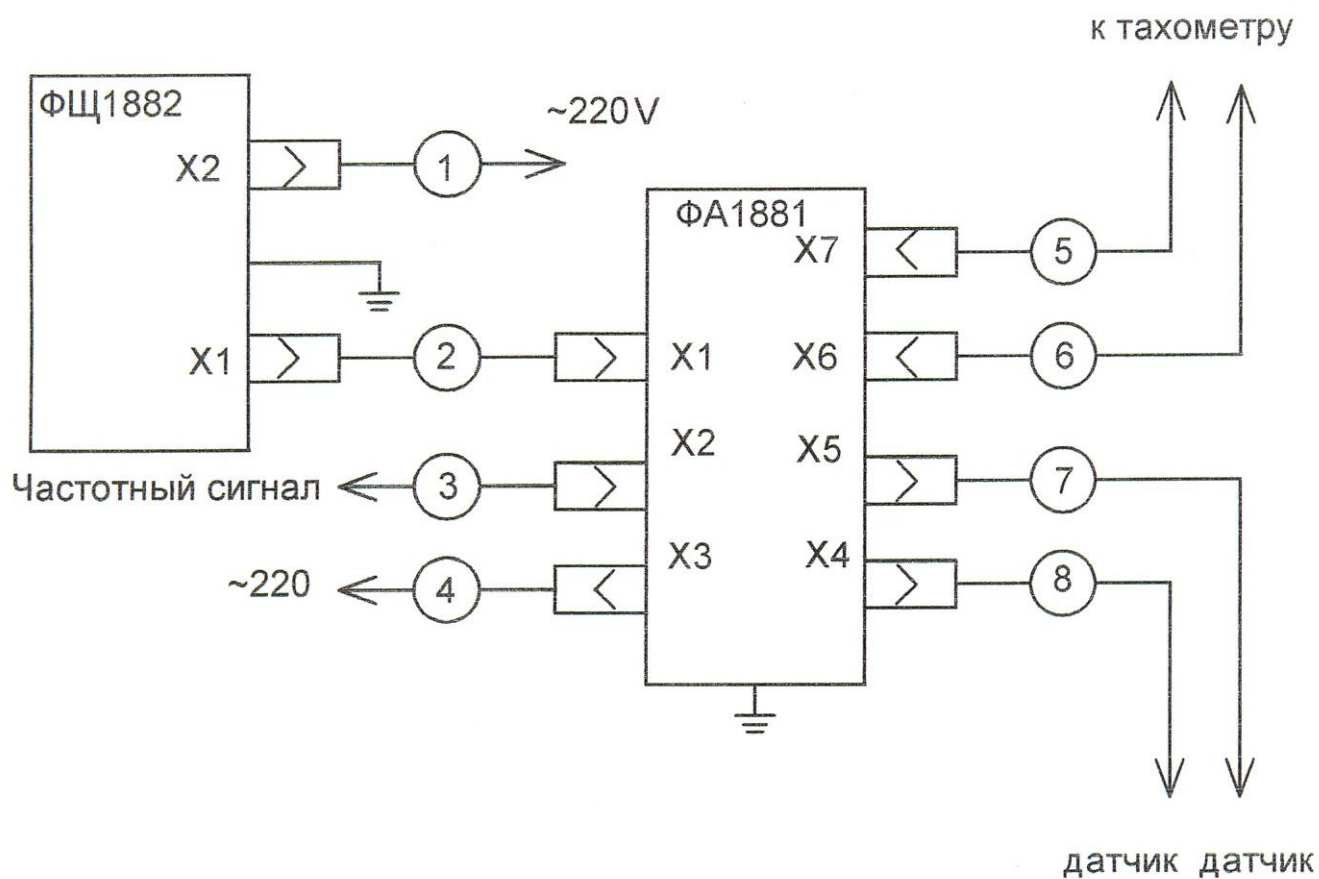 к тахометру
ФЩ1882
~220V
X2
1
ФА1881
X7
5
X1
2
X1
X6
6
X2
X5
Частотный сигнал
3
7
X3
X4
~220
4
8
датчик датчик